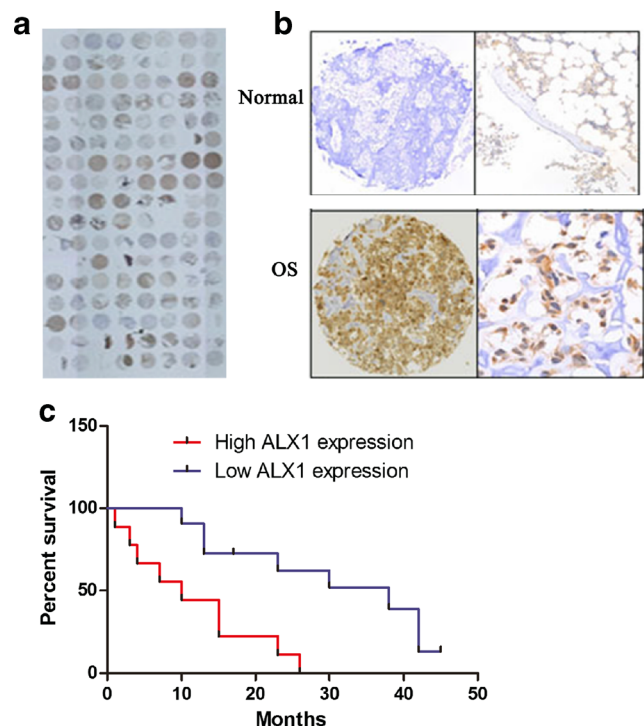 a
b
Normal
OS
c
150
100
50
0
Percent survival
High ALX1 expression
Low ALX1 expression
0 10 20 30 40 50
Months